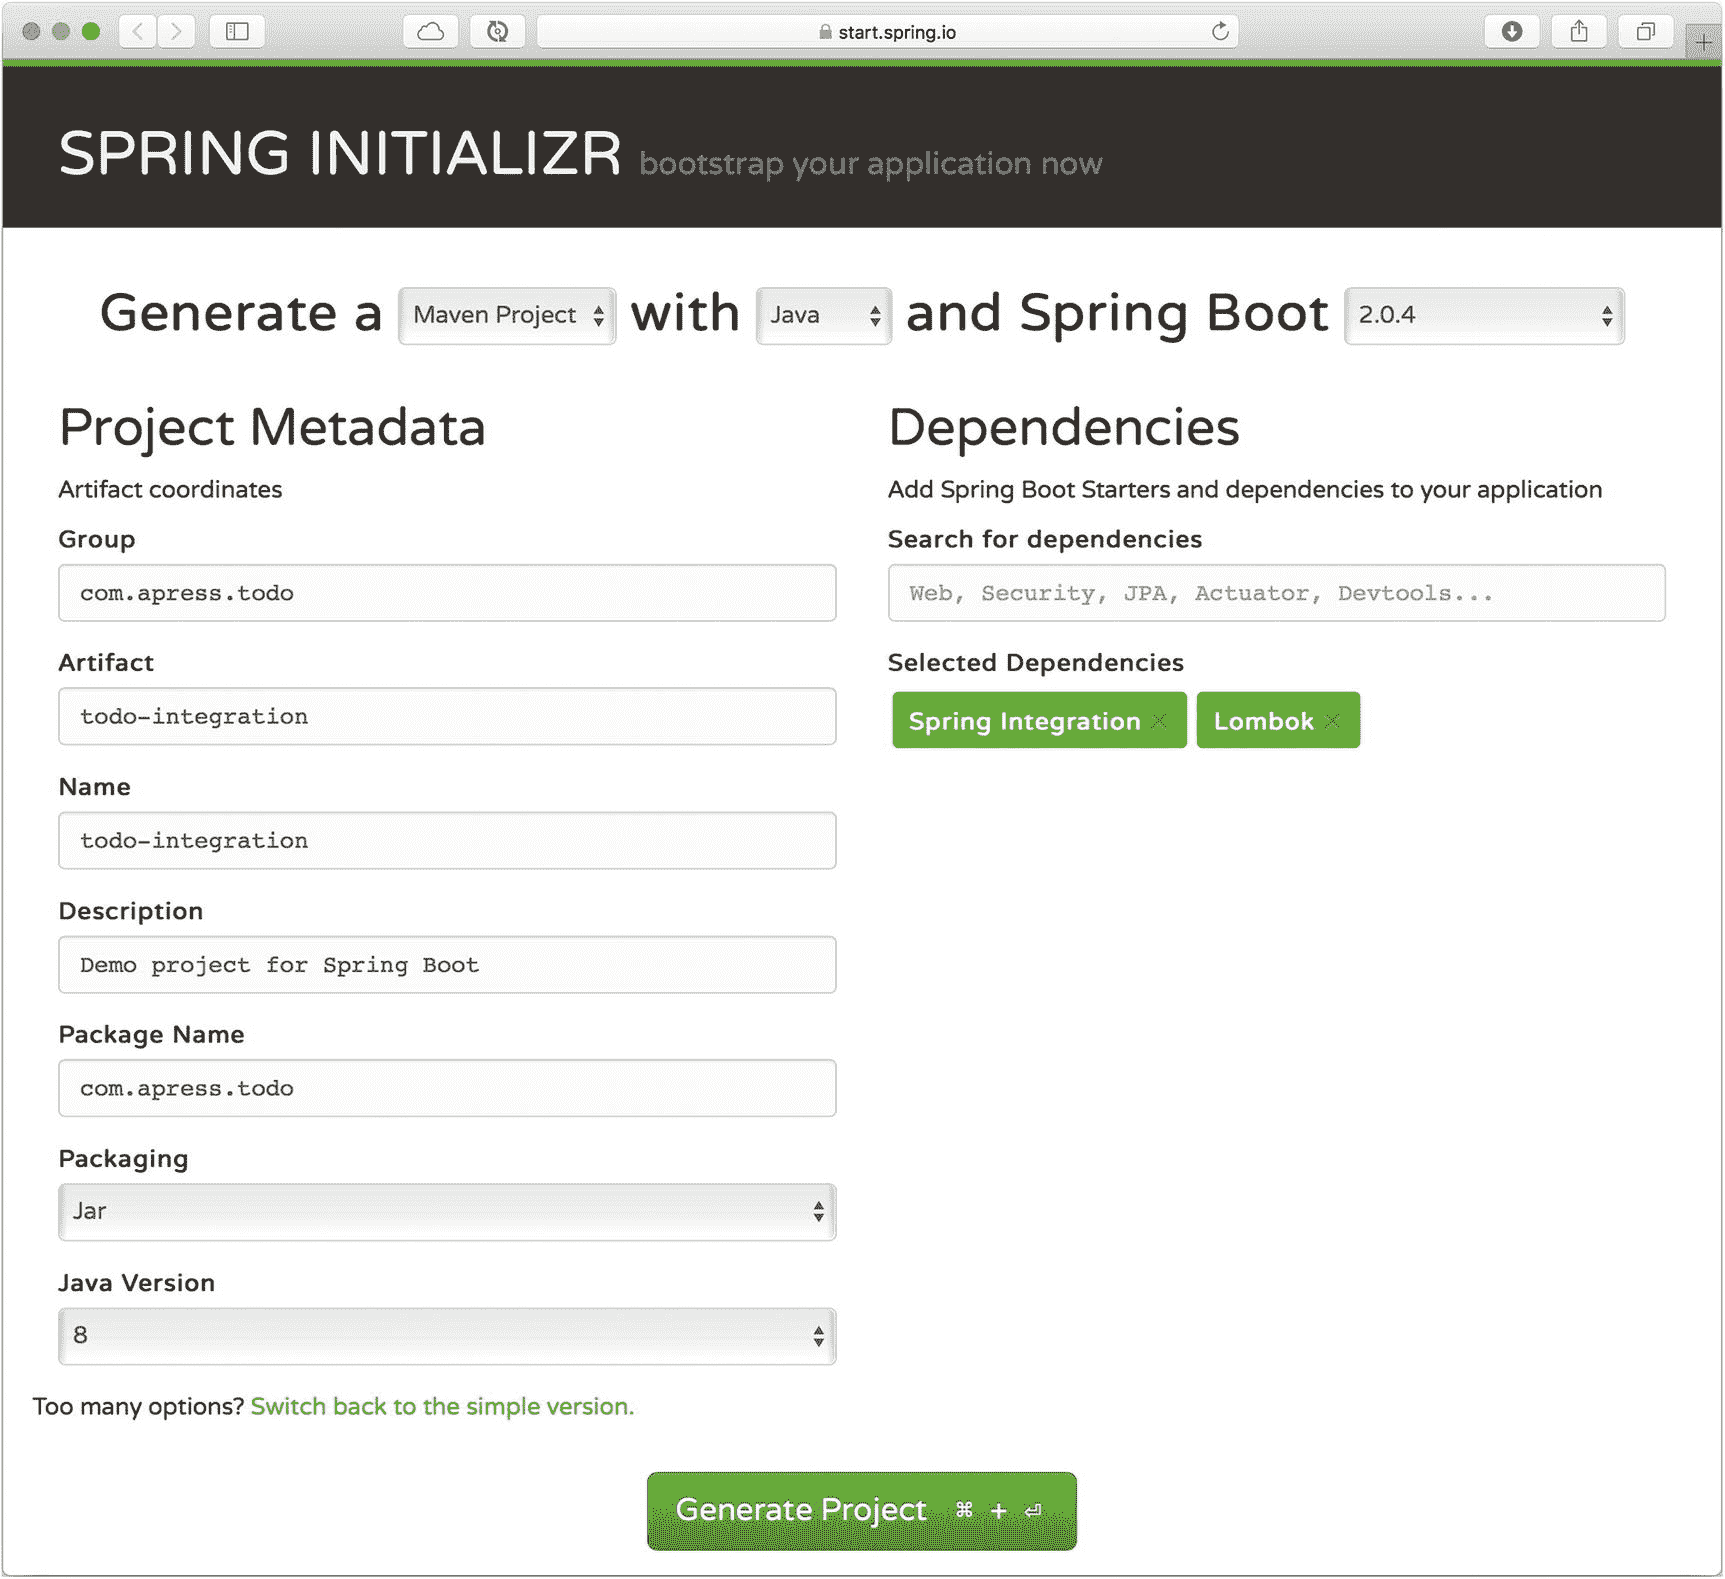 start.spring.io
SPRING INITIALIZR bootstrap your application now
Generate a Maven Project with Java and Spring Boot 2.0.4
Project Metadata
Artifact coordinates
Group
com.apress.todo
Artifact
todo-integration
Name
todo-integration
Description
Demo project for Spring Boot
Package Name
com.apress.todo
Packaging
Jar
Java Version
8
Too many options? Switch back to the simple version.
Dependencies
Add Spring Boot Starters and dependencies to your application
Search for dependencies
Web, Security, JPA, Actuator, Devtools...
Selected Dependencies
Spring Integration × Lombok ×
Generate Project ⌘ + ⏎